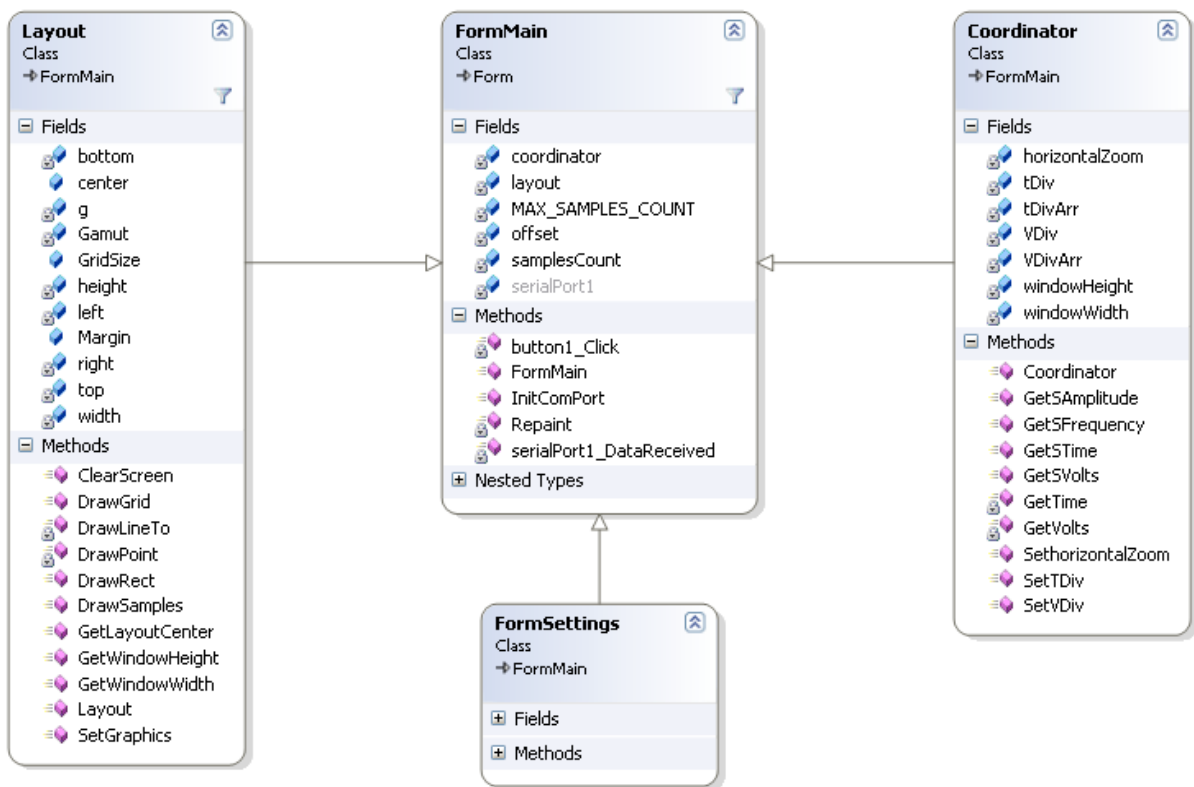 Layout
Class
FormMain
Fields
bottom
center
g
Gamut
GridSize
height
left
Margin
right
top
width
Methods
ClearScreen
DrawGrid
DrawLineTo
DrawPoint
DrawRect
DrawSamples
GetLayoutCenter
GetWindowHeight
GetWindowWidth
Layout
SetGraphics
FormMain
Class
Form
Fields
coordinator
layout
MAX_SAMPLES_COUNT
offset
samplesCount
serialPort1
Methods
button1_Click
FormMain
InitComPort
Repaint
serialPort1_DataReceived
Nested Types
Coordinator
Class
FormMain
Fields
horizontalZoom
tDiv
tDivArr
VDiv
VDivArr
windowHeight
windowWidth
Methods
Coordinator
GetSAmplitude
GetSFrequency
GetSTime
GetSVolts
GetTime
GetVolts
SethorizontalZoom
SetTDiv
SetVDiv
FormSettings
Class
FormMain
Fields
Methods